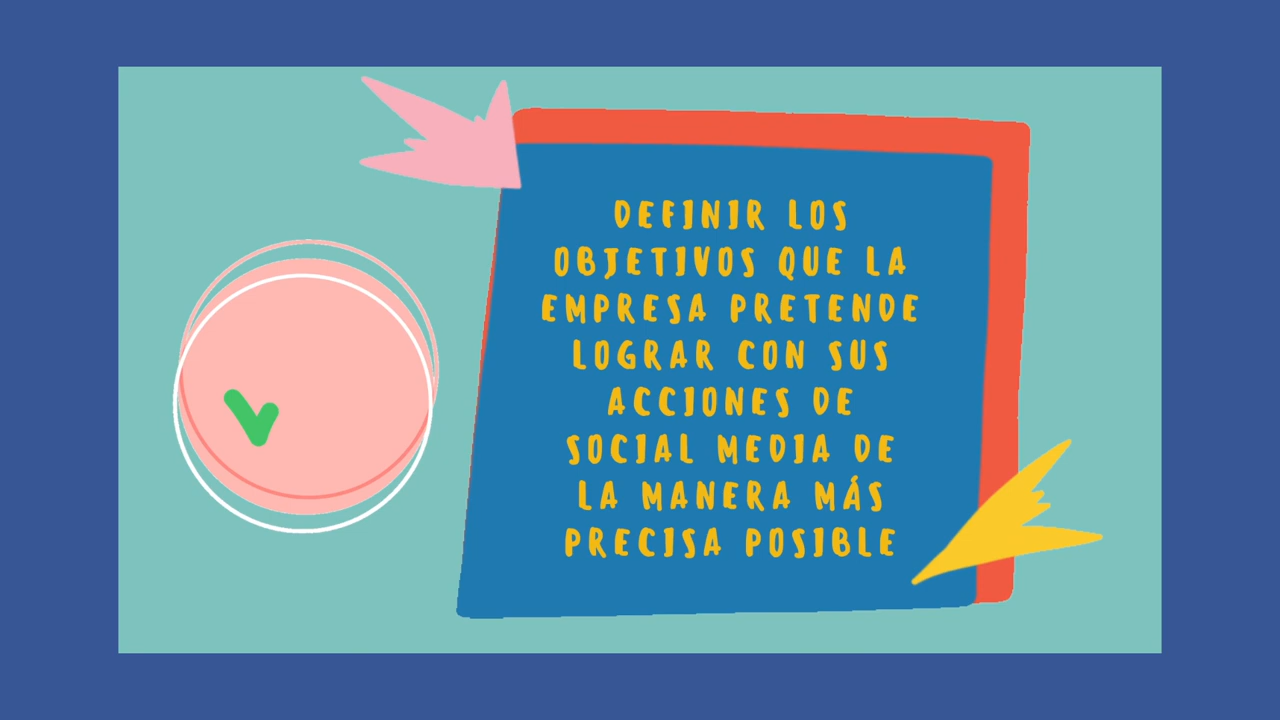 DEFINIR LOS
OBJETIVOS QUE LA
EMPRESA PRETENDE
LOGRAR CON SUS
ACCIONES DE
SOCIAL MEDIA DE
LA MANERA MÁS
PRECISA POSIBLE